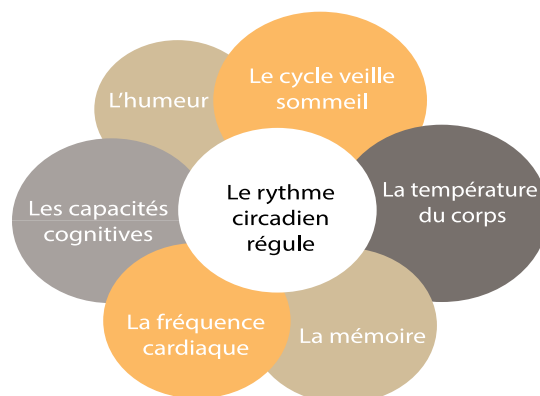 L'humeur
Le cycle veille
sommeil
La température
du corps
Les capacités
cognitives
Le rythme
circadien
régule
La fréquence
cardiaque
La mémoire